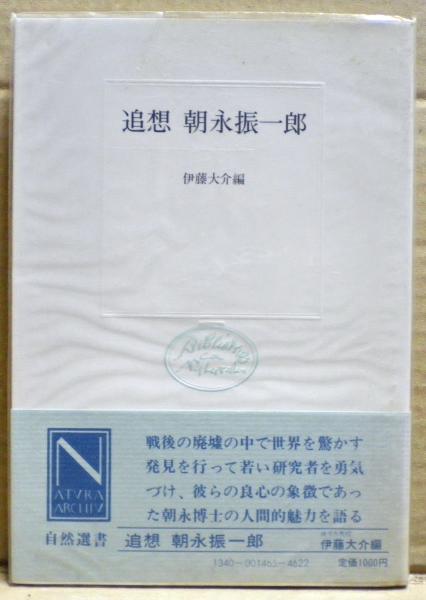 追想 朝永振一郎
伊藤大介編
N
ATVRA
ARCHIV
戦後の廃墟の中で世界を驚かす
発見を行って若い研究者を勇気
づけ、彼らの良心の象徴であっ
た朝永博士の人間的魅力を語る
自然選書
追想 朝永振一郎
伊藤大介編
1340-001465-4622
定価1000円